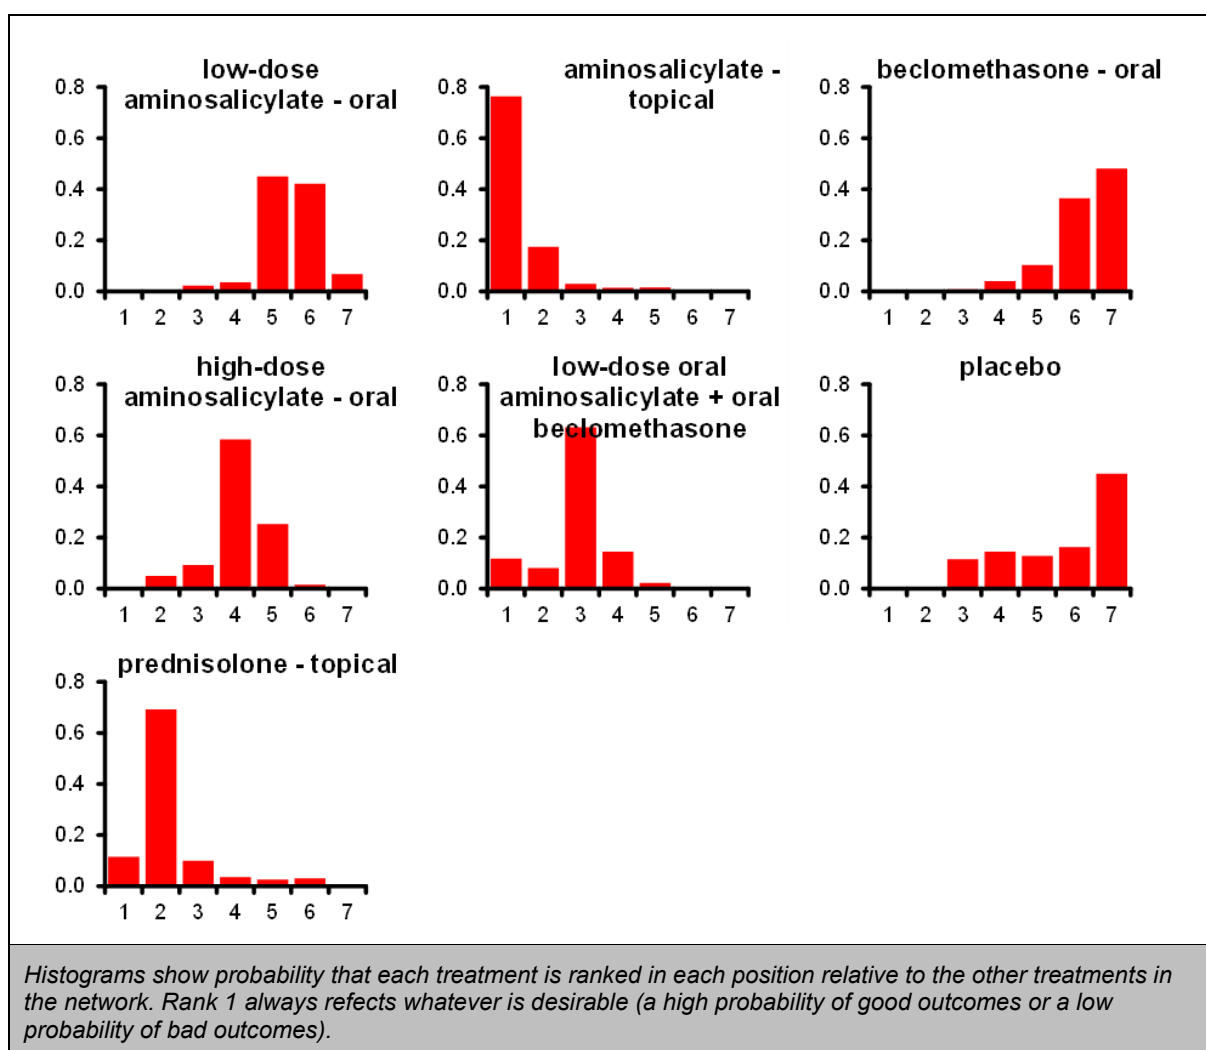 low-dose
aminosalicylate - oral
0.8
0.6
0.4
0.2
0.0
1 2 3 4 5 6 7
aminosalicylate -
topical
0.8
0.6
0.4
0.2
0.0
1 2 3 4 5 6 7
beclomethasone - oral
0.8
0.6
0.4
0.2
0.0
1 2 3 4 5 6 7
high-dose
aminosalicylate - oral
0.8
0.6
0.4
0.2
0.0
1 2 3 4 5 6 7
low-dose oral
aminosalicylate + oral
beclomethasone
0.8
0.6
0.4
0.2
0.0
1 2 3 4 5 6 7
placebo
0.8
0.6
0.4
0.2
0.0
1 2 3 4 5 6 7
prednisolone - topical
0.8
0.6
0.4
0.2
0.0
1 2 3 4 5 6 7
Histograms show probability that each treatment is ranked in each position relative to the other treatments in
the network. Rank 1 always refects whatever is desirable (a high probability of good outcomes or a low
probability of bad outcomes).